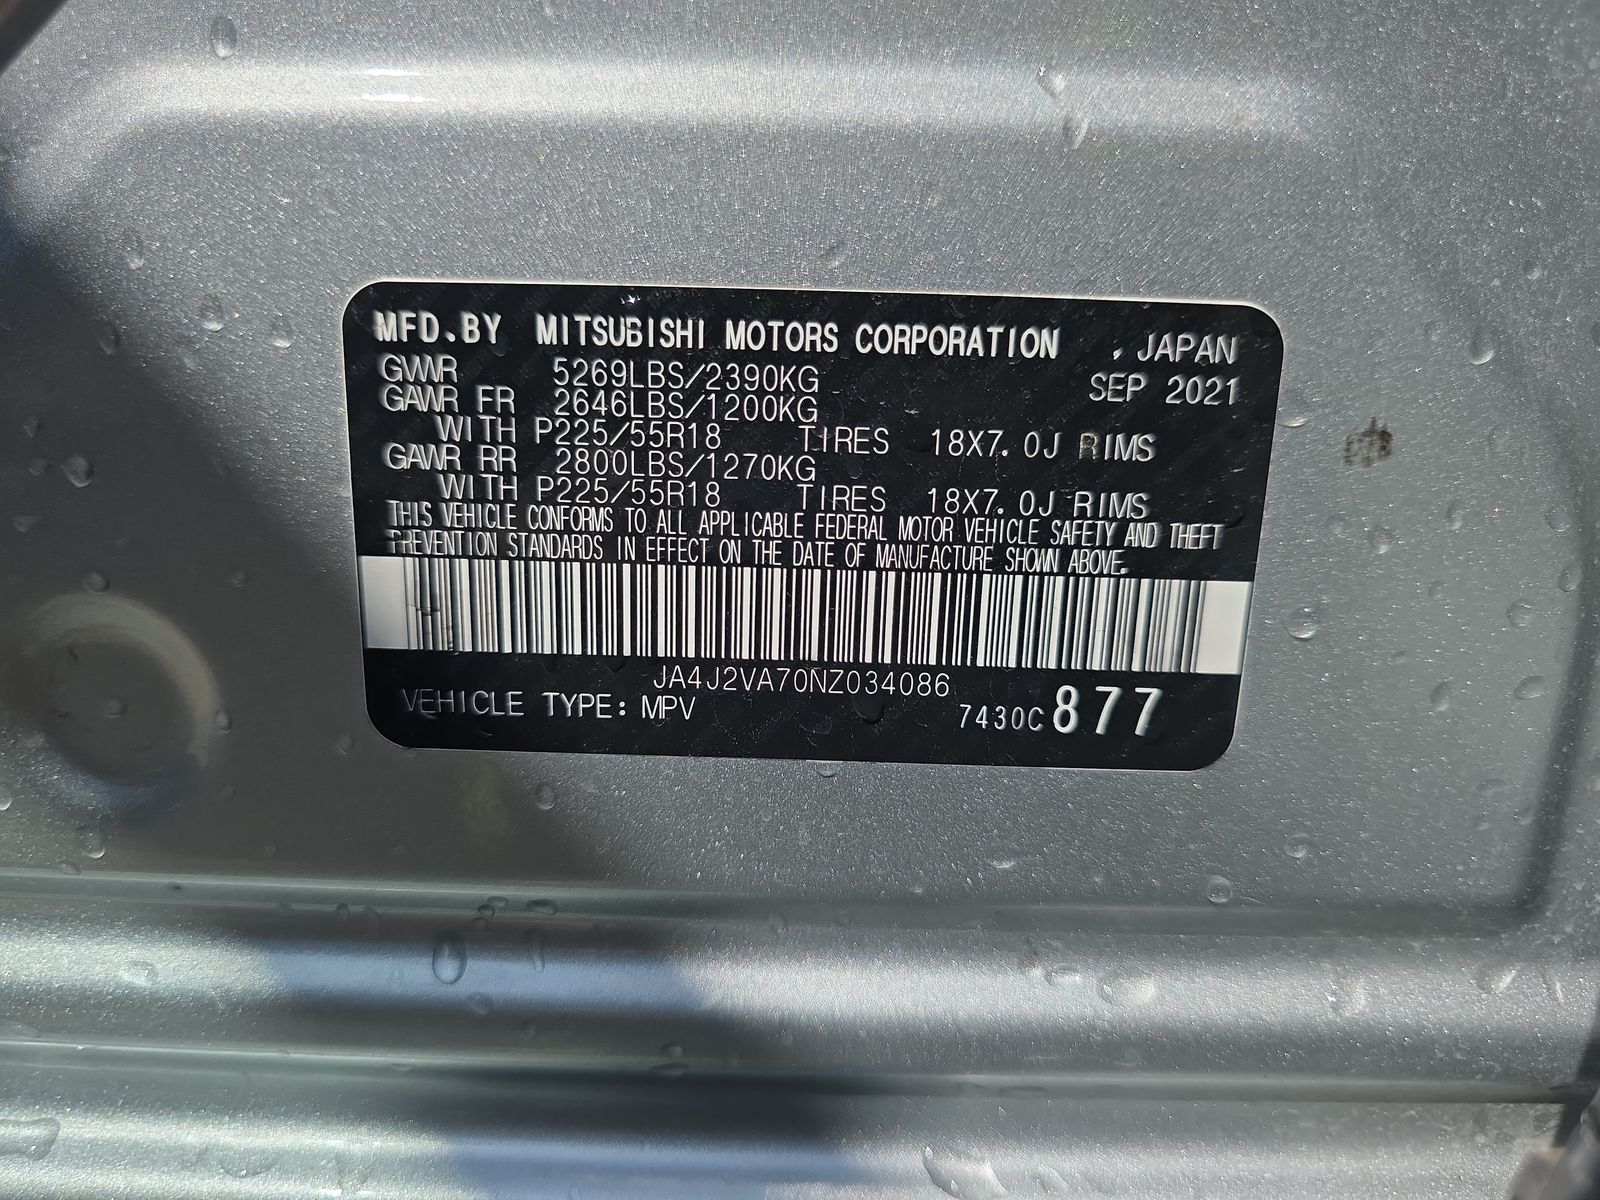 MFD.BY MITSUBISHI MOTORS CORPORATION , JAPAN
GVWR 5269LBS/2390KG SEP 2021
GAWR FR 2646LBS/1200KG
WITH P225/55R18 TIRES 18X7.0J RIMS
GAWR RR 2800LBS/1270KG
WITH P225/55R18 TIRES 18X7.0J RIMS
THIS VEHICLE CONFORMS TO ALL APPLICABLE FEDERAL MOTOR VEHICLE SAFETY AND THEFT
PREVENTION STANDARDS IN EFFECT ON THE DATE OF MANUFACTURE SHOWN ABOVE.
JA4J2VA70NZ034086
VEHICLE TYPE: MPV 7430C 877